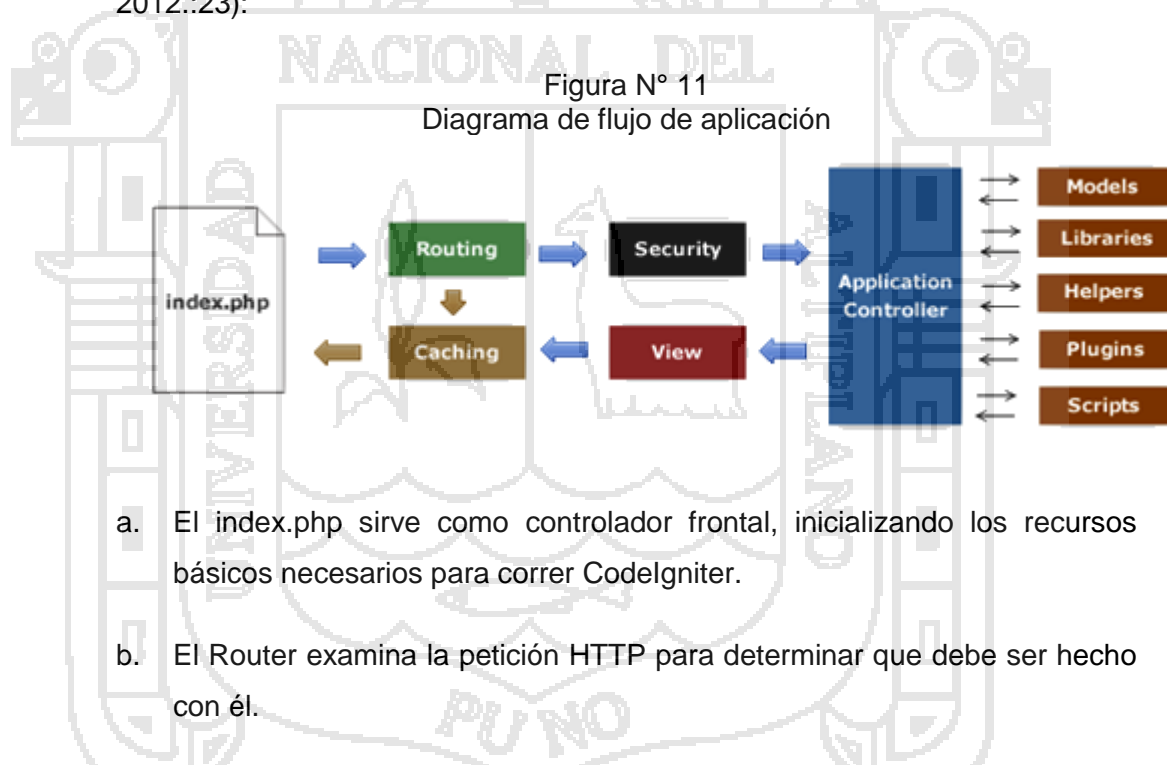 2012.:23):
NACIONAL DEL
Figura N° 11
Diagrama de flujo de aplicación
index.php
Routing
Security
Caching
View
Application
Controller
Models
Libraries
Helpers
Plugins
Scripts
UNIVERSIDAD
ALTIPLANO
a. El index.php sirve como controlador frontal, inicializando los recursos
básicos necesarios para correr CodeIgniter.
b. El Router examina la petición HTTP para determinar que debe ser hecho
con él.
PUNO